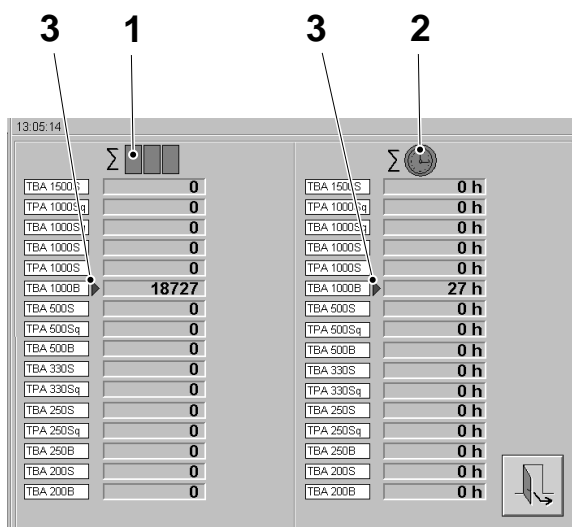 3 1 3 2
13:05:14
Σ
TBA 1500S 0
TPA 1000Sq 0
TBA 1000Sq 0
TBA 1000S 0
TPA 1000S 0
TBA 1000B 18727
TBA 500S 0
TPA 500Sq 0
TBA 500B 0
TBA 330S 0
TPA 330Sq 0
TBA 250S 0
TPA 250Sq 0
TBA 250B 0
TBA 200S 0
TBA 200B 0
Σ
TBA 1500S 0 h
TPA 1000Sq 0 h
TBA 1000Sq 0 h
TBA 1000S 0 h
TPA 1000S 0 h
TBA 1000B 27 h
TBA 500S 0 h
TPA 500Sq 0 h
TBA 500B 0 h
TBA 330S 0 h
TPA 330Sq 0 h
TBA 250S 0 h
TPA 250Sq 0 h
TBA 250B 0 h
TBA 200S 0 h
TBA 200B 0 h